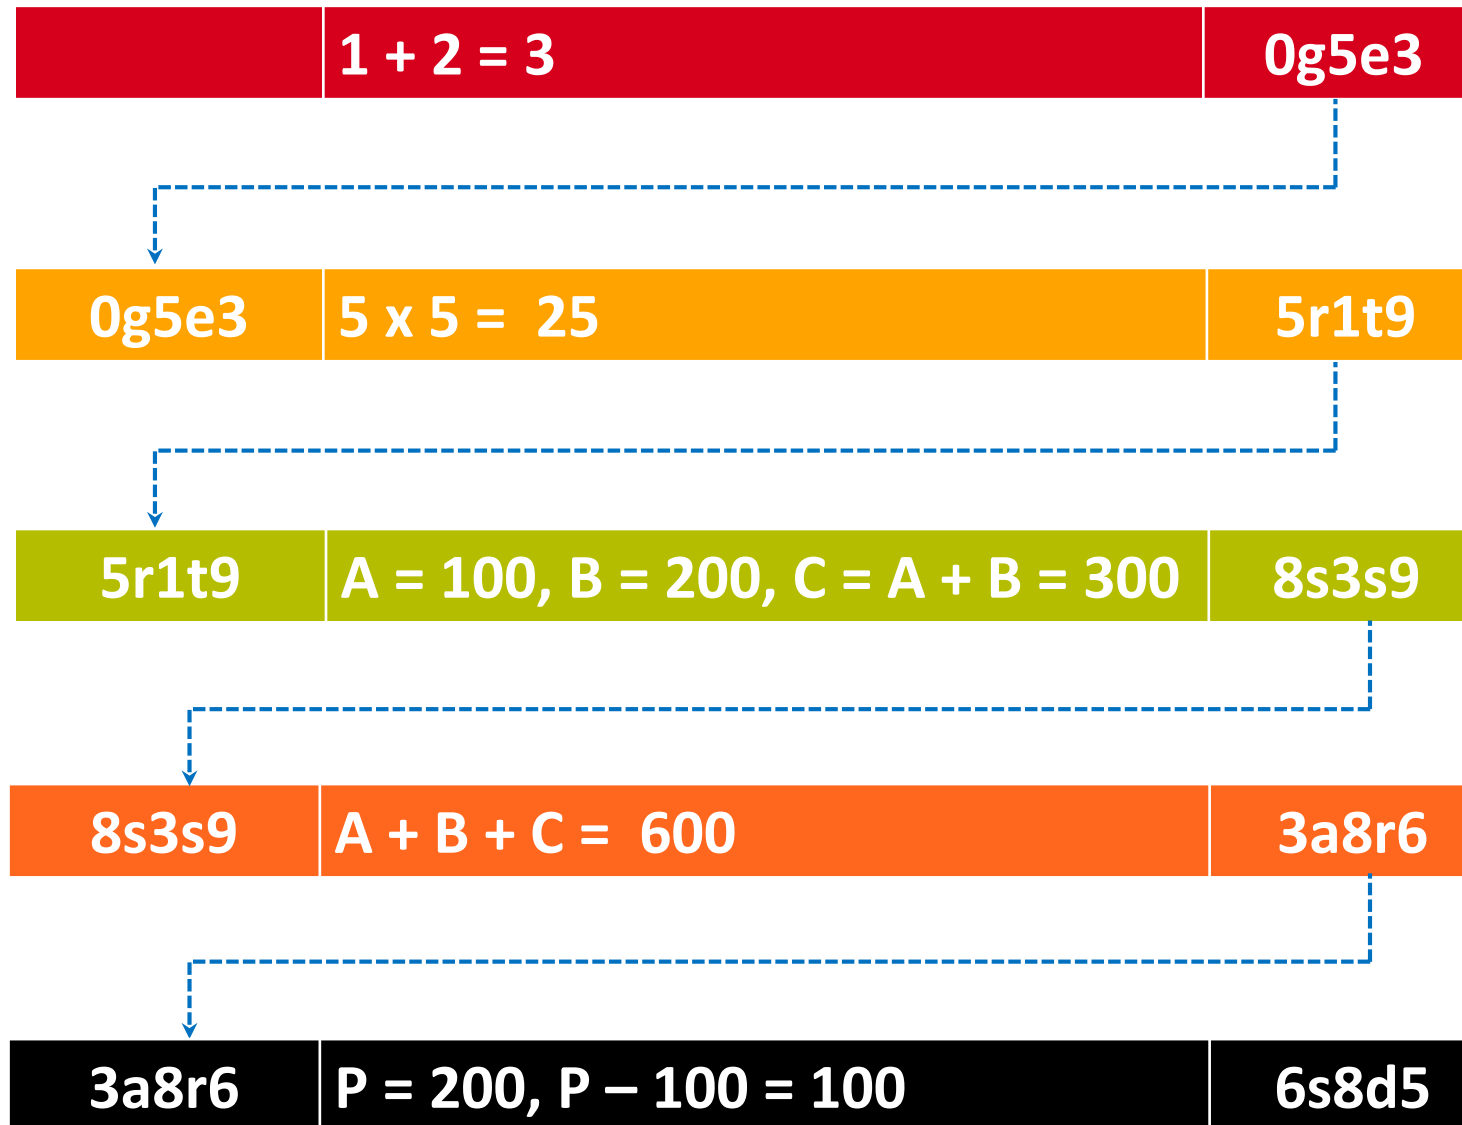 1 + 2 = 3 0g5e3
0g5e3 5 x 5 = 25 5r1t9
5r1t9 A = 100, B = 200, C = A + B = 300 8s3s9
8s3s9 A + B + C = 600 3a8r6
3a8r6 P = 200, P – 100 = 100 6s8d5